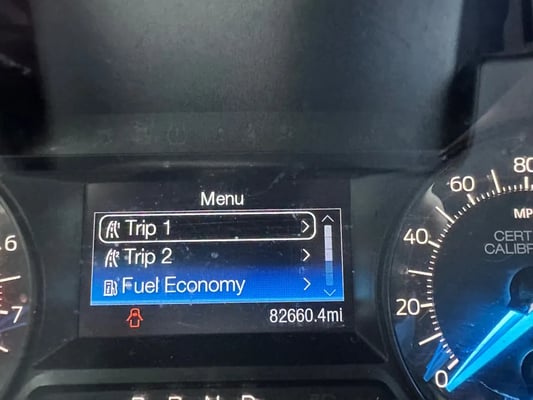 Menu
Trip 1
Trip 2
Fuel Economy
82660.4mi
6
7
0
20
40
60
80
MP
CERT
CALIB